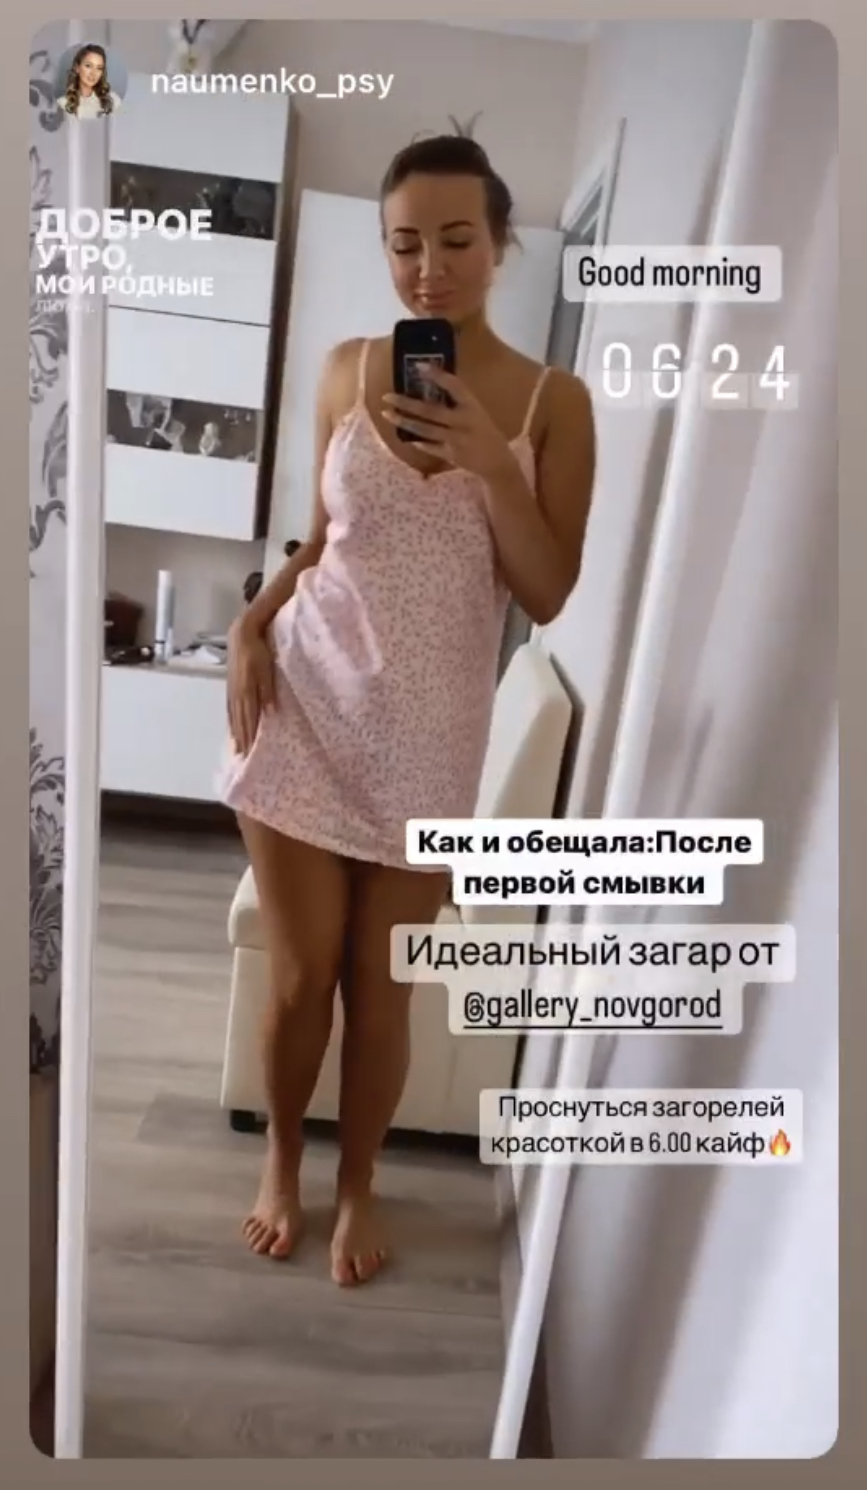 naumenko_psy
ДОБРОЕ
УТРО,
МОИ РОДНЫЕ
Good morning
06 24
Как и обещала:После
первой смывки
Идеальный загар от
@gallery_novgorod
Проснуться загорелей
красоткой в 6.00 кайф🔥